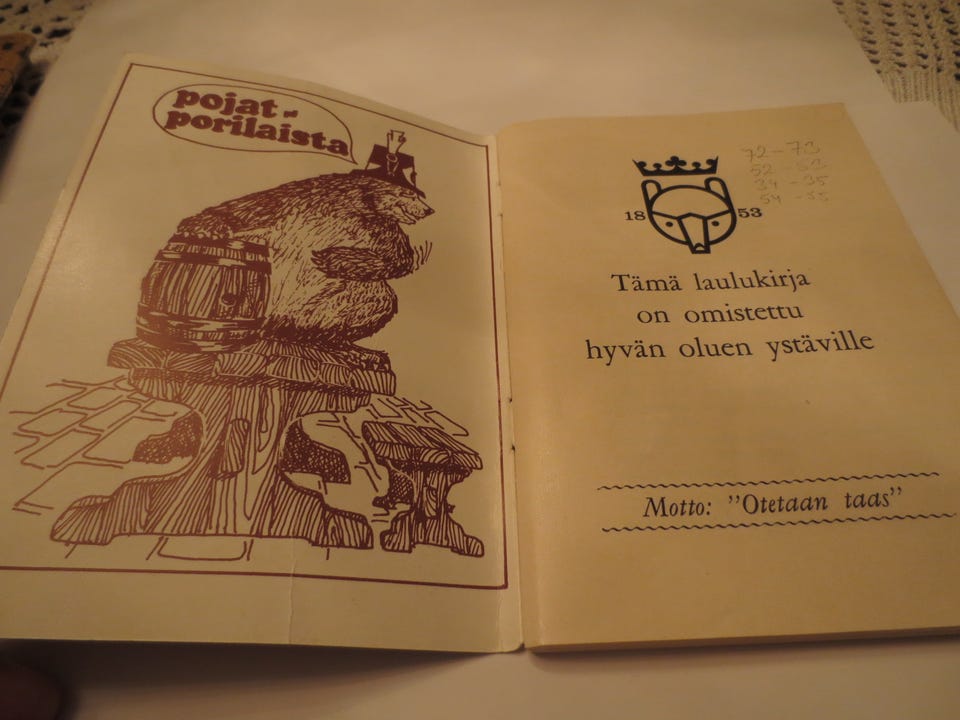 pojat -
porilaista
72 - 73
52 - 53
34 - 35
54 - 55
18 53
Tämä laulukirja
on omistettu
hyvän oluen ystäville
Motto: "Otetaan taas"